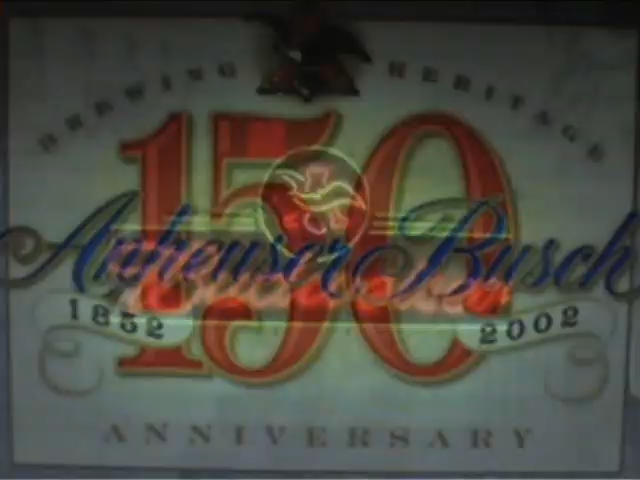 BREWING HERITAGE
150
Anheuser Busch
1852 2002
ANNIVERSARY